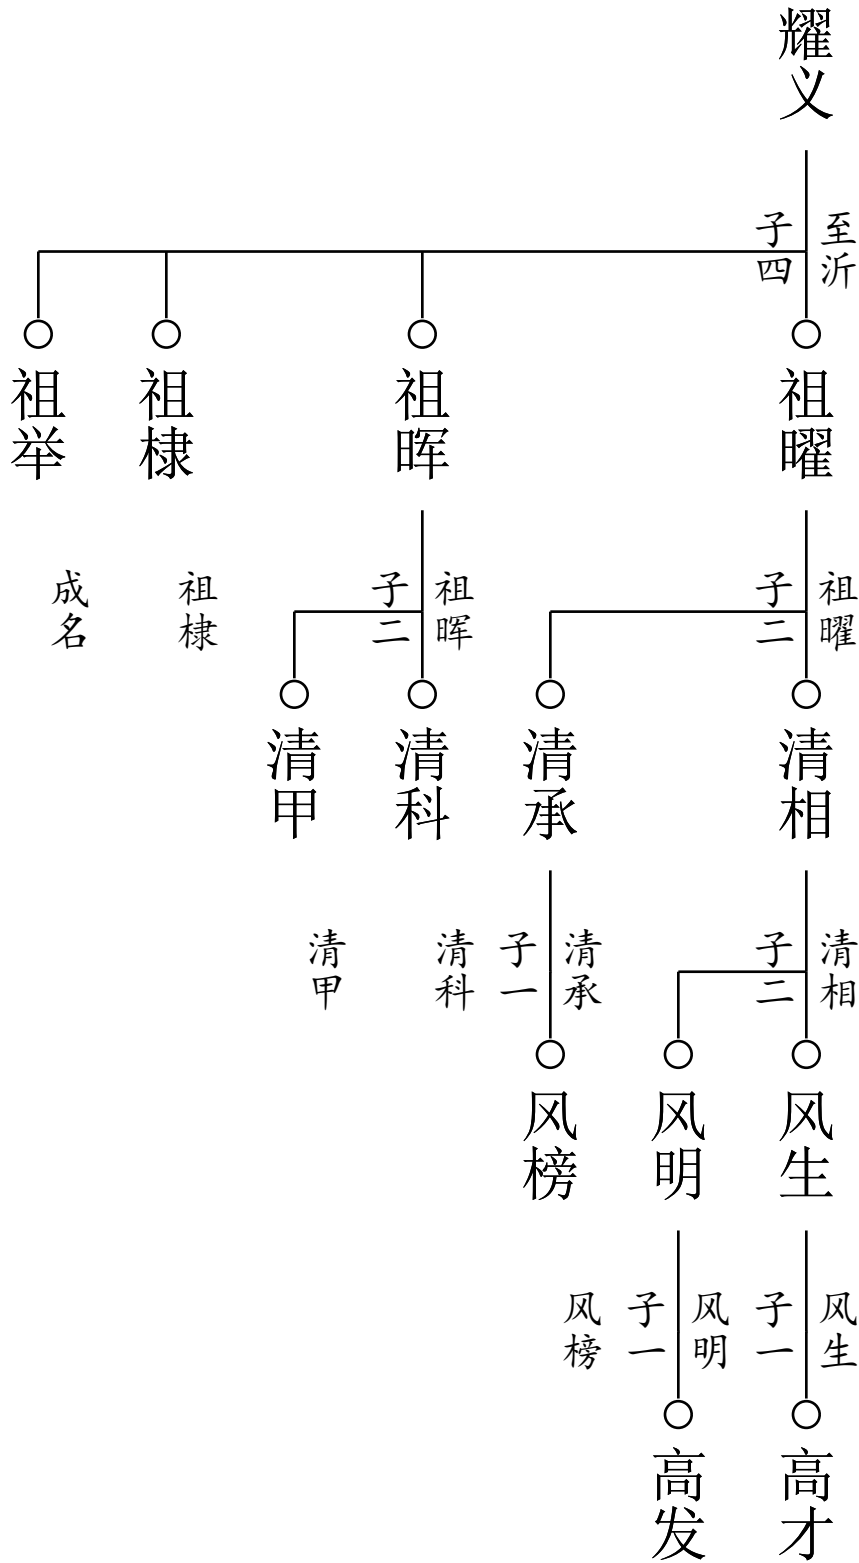 耀义
至沂
子四
祖曜
祖晖
祖棣
祖举
祖曜
子二
祖晖
子二
祖棣
成名
清相
清承
清科
清甲
清相
子二
清承
子一
清科
清甲
风生
风明
风榜
风生
子一
风明
子一
风榜
高才
高发